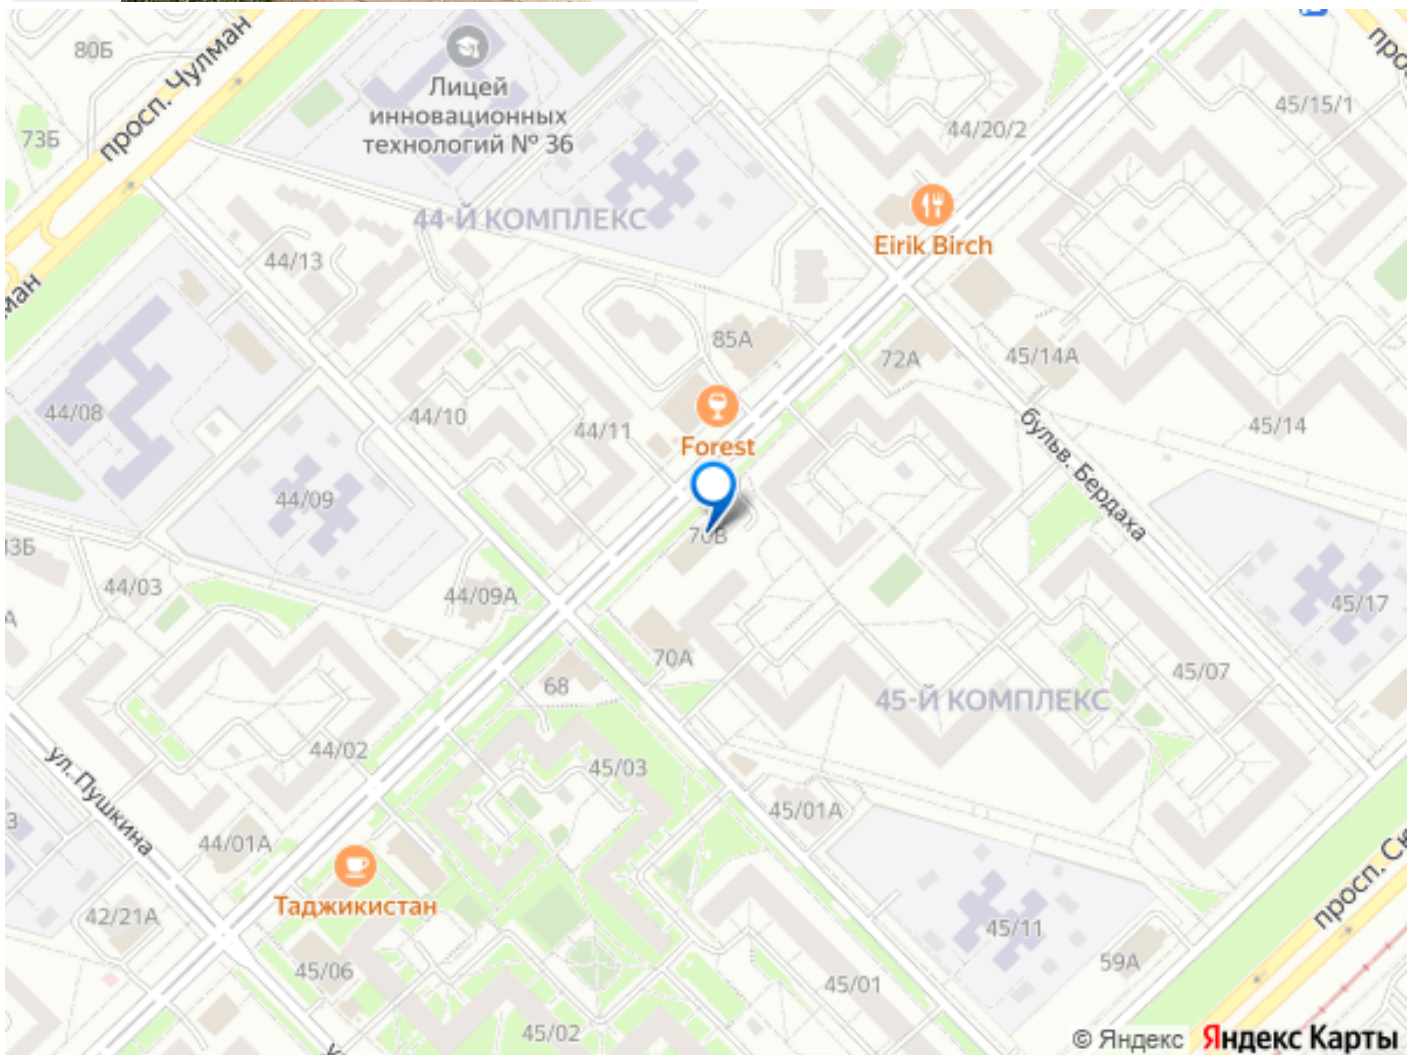 80Б
просп. Чулман
Лицей
инновационных
технологий № 36
45/15/1
44/20/2
73Б
44-Й КОМПЛЕКС
Eirik Birch
44/13
85А
72А
45/14А
44/08
44/10
44/11
Forest
45/14
бульв. Бердаха
44/09
70В
44/03
44/09А
45/17
70А
45/07
68
45-Й КОМПЛЕКС
44/02
45/03
ул. Пушкина
45/01А
44/01А
Таджикистан
42/21А
45/11
45/06
59А
45/01
45/02
просп. Сю
© Яндекс Яндекс Карты